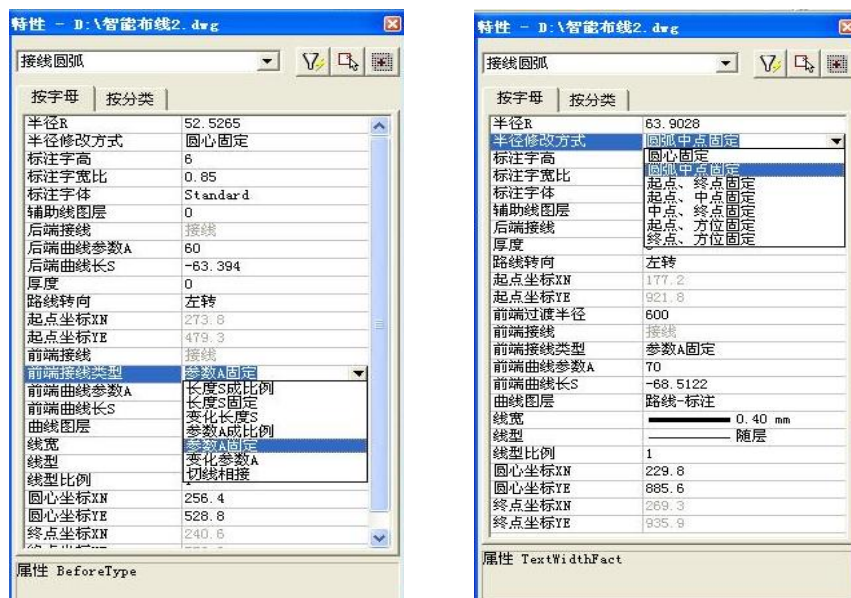 特性 - D:\智能布线2.dwg
接线圆弧
按字母 按分类
半径R 52.5265
半径修改方式 圆心固定
标注字高 6
标注字宽比 0.85
标注字体 Standard
辅助线图层 0
后端接线 接线
后端曲线参数A 60
后端曲线长S -63.394
厚度 0
路线转向 左转
起点坐标XN 273.8
起点坐标YE 479.3
前端接线 接线
前端接线类型 参数A固定
前端曲线参数A 长度S成比例
前端曲线长S 长度S固定
曲线图层 变化长度S
参数A成比例
线宽 参数A固定
线型 变化参数A
线型比例 切线相接
圆心坐标XN 256.4
圆心坐标YE 528.8
终点坐标XN 240.6
属性 BeforeType
特性 - D:\智能布线2.dwg
接线圆弧
按字母 按分类
半径R 63.9028
半径修改方式 圆弧中点固定
标注字高 圆心固定
标注字宽比 圆弧中点固定
标注字体 起点、终点固定
辅助线图层 起点、中点固定
中点、终点固定
后端接线 起点、方位固定
厚度 终点、方位固定
路线转向 左转
起点坐标XN 177.2
起点坐标YE 921.8
前端过渡半径 600
前端接线 接线
前端接线类型 参数A固定
前端曲线参数A 70
前端曲线长S -68.5122
曲线图层 路线-标注
线宽 0.40 mm
线型 随层
线型比例 1
圆心坐标XN 229.8
圆心坐标YE 885.6
终点坐标XN 269.3
终点坐标YE 935.9
属性 TextWidthFact